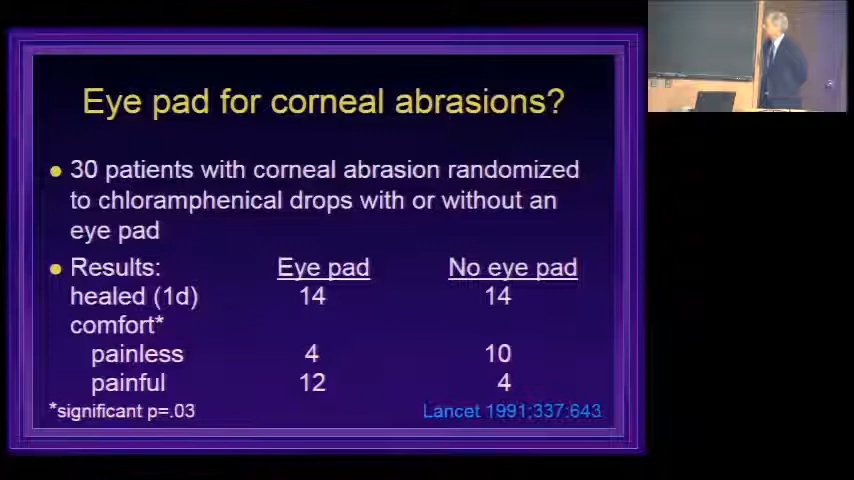 Eye pad for corneal abrasions?
• 30 patients with corneal abrasion randomized
to chloramphenical drops with or without an
eye pad
• Results: Eye pad No eye pad
healed (1d) 14 14
comfort*
painless 4 10
painful 12 4
*significant p=.03 Lancet 1991;337:643